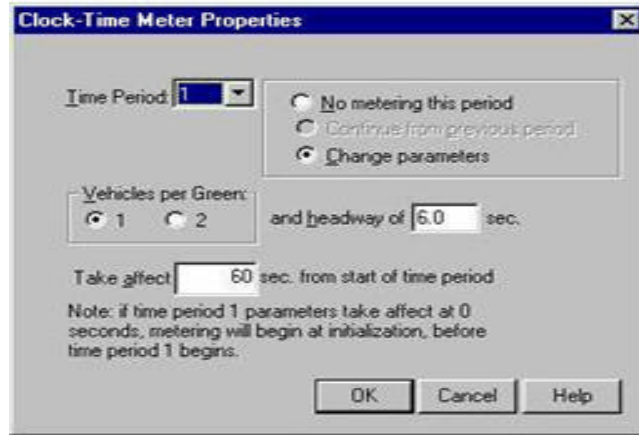 Clock-Time Meter Properties
Time Period: 1
No metering this period
Continue from previous period
Change parameters
Vehicles per Green:
1 2
and headway of 6.0 sec.
Take affect 60 sec. from start of time period
Note: if time period 1 parameters take affect at 0
seconds, metering will begin at initialization, before
time period 1 begins.
OK Cancel Help